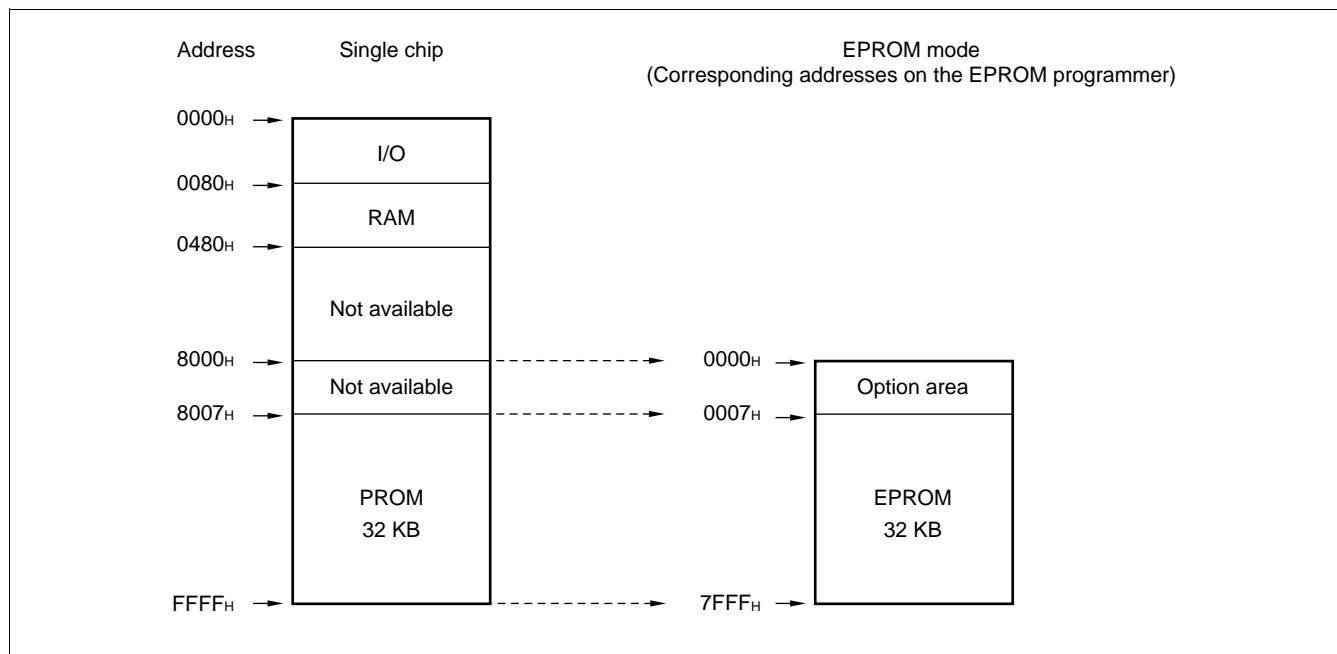 Address Single chip EPROM mode
(Corresponding addresses on the EPROM programmer)
0000H
I/O
0080H
RAM
0480H
Not available
8000H 0000H
Not available Option area
8007H 0007H
PROM EPROM
32 KB 32 KB
FFFFH 7FFFH